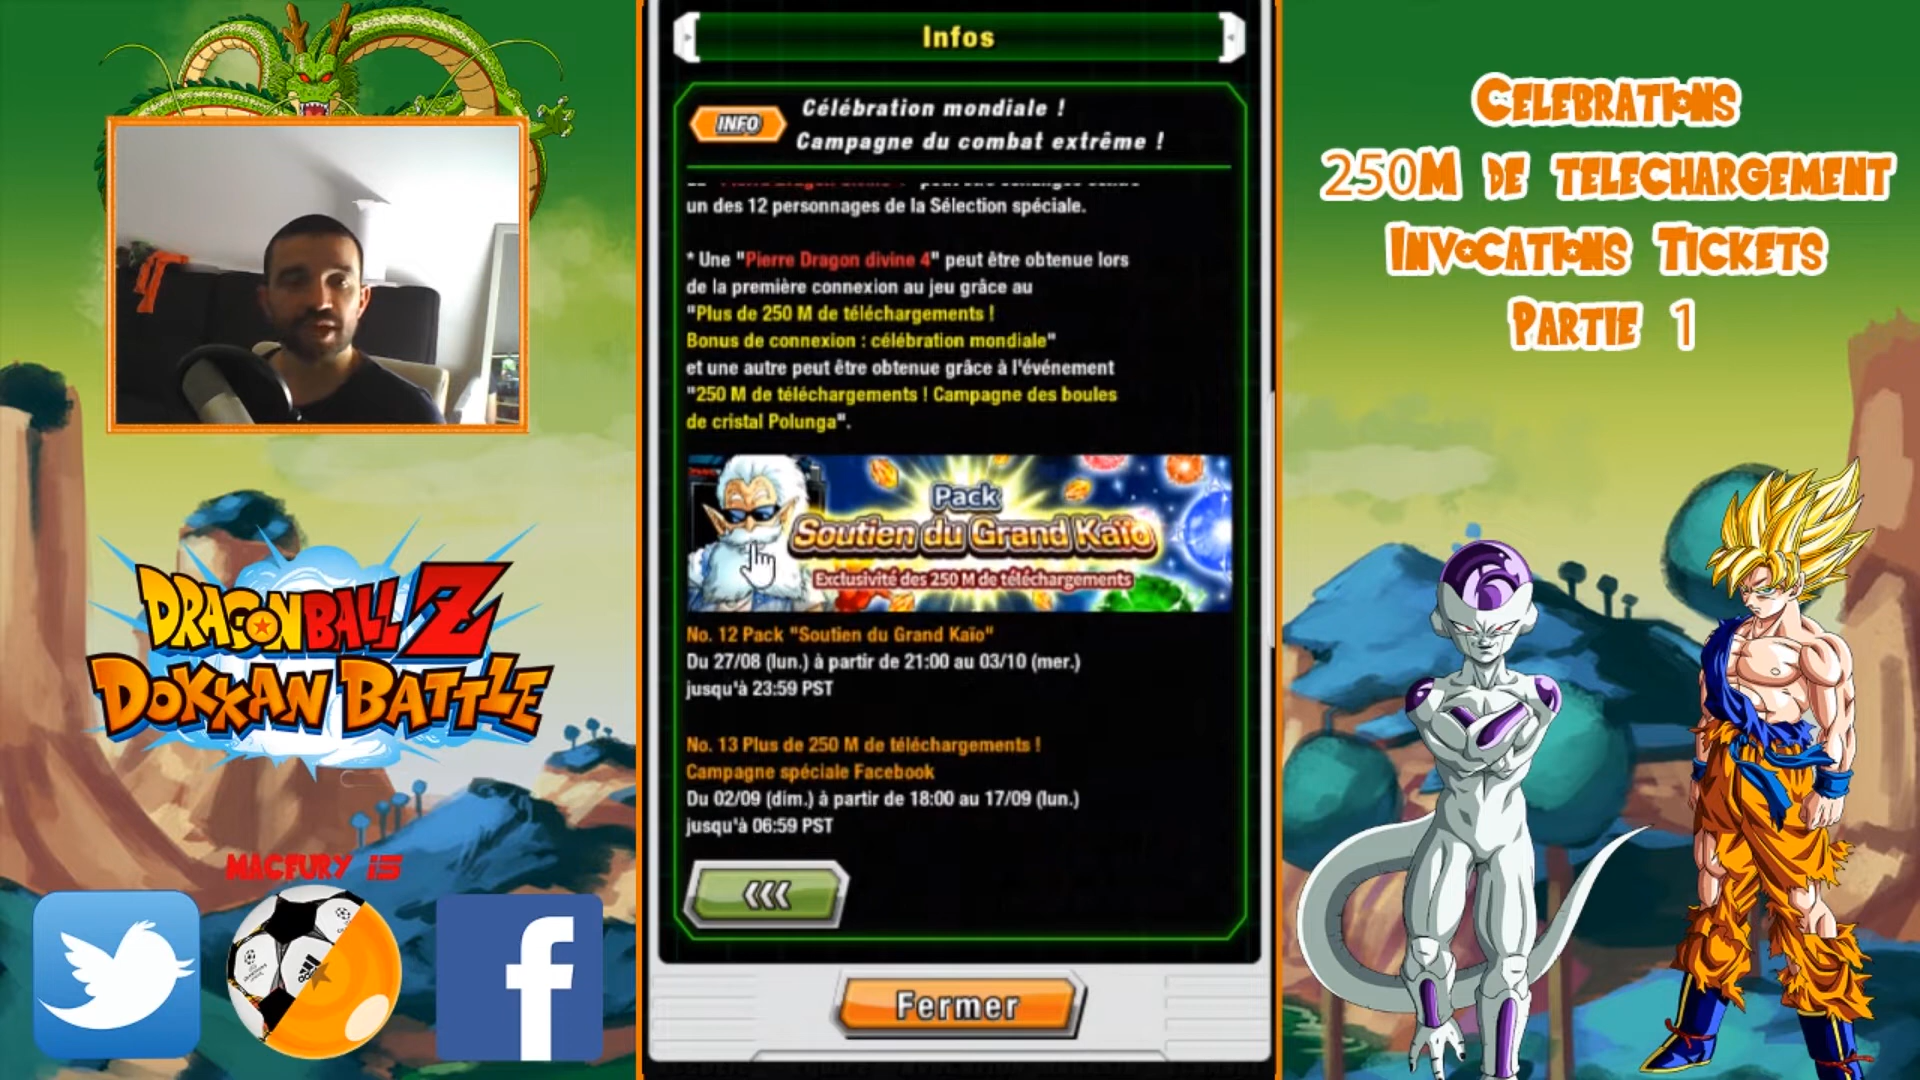 Infos
INFO
Célébration mondiale !
Campagne du combat extrême !
un des 12 personnages de la Sélection spéciale.
* Une "Pierre Dragon divine 4" peut être obtenue lors
de la première connexion au jeu grâce au
"Plus de 250 M de téléchargements !
Bonus de connexion : célébration mondiale"
et une autre peut être obtenue grâce à l'événement
"250 M de téléchargements ! Campagne des boules
de cristal Polunga".
Pack
Soutien du Grand Kaïo
Exclusivité des 250 M de téléchargements
No. 12 Pack "Soutien du Grand Kaïo"
Du 27/08 (lun.) à partir de 21:00 au 03/10 (mer.)
jusqu'à 23:59 PST
No. 13 Plus de 250 M de téléchargements !
Campagne spéciale Facebook
Du 02/09 (dim.) à partir de 18:00 au 17/09 (lun.)
jusqu'à 06:59 PST
Fermer
CELEBRATIONS
250M DE TELECHARGEMENT
INVOCATIONS TICKETS
PARTIE 1
DRAGON BALL Z
DOKKAN BATTLE
MACFURY 15
adidas
f